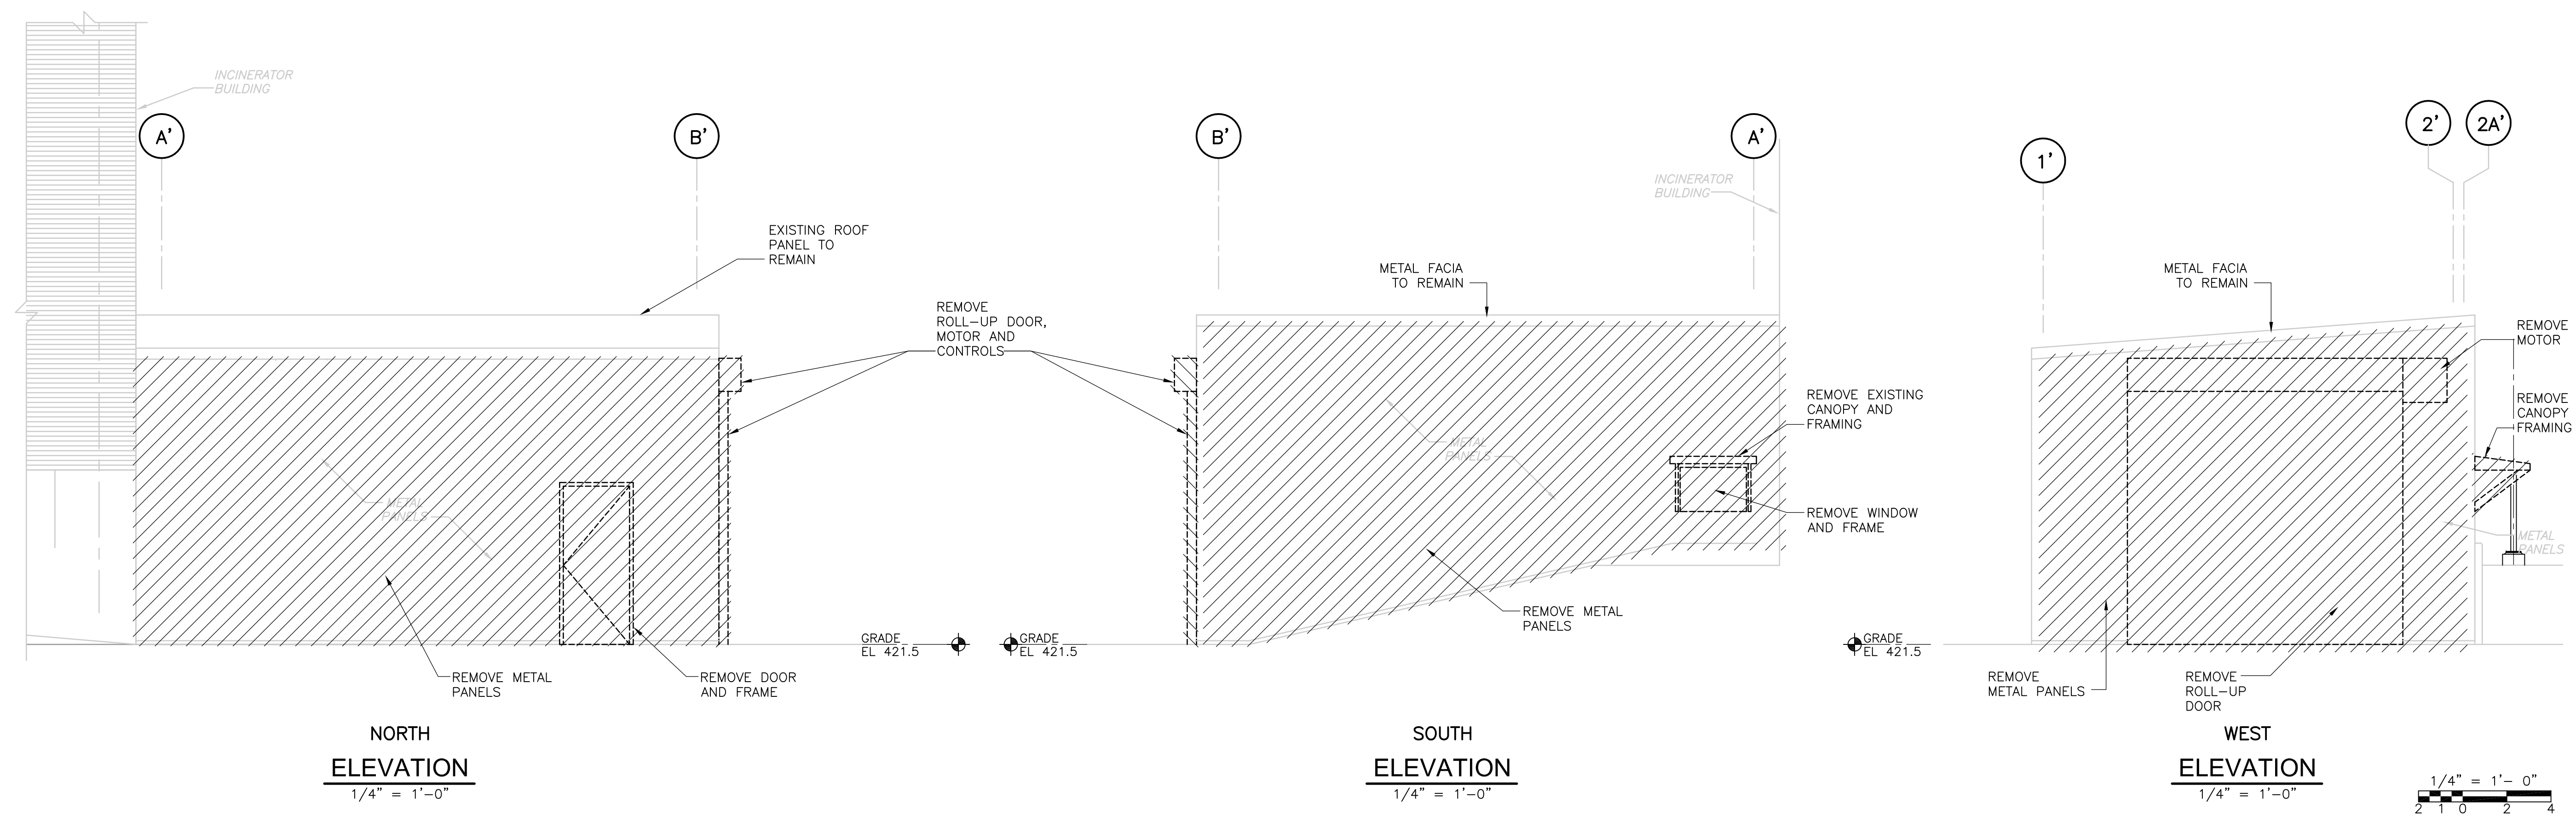 INCINERATOR
BUILDING
A'
B'
EXISTING ROOF
PANEL TO
REMAIN
REMOVE
ROLL-UP DOOR,
MOTOR AND
CONTROLS
METAL
PANELS
GRADE
EL 421.5
REMOVE METAL
PANELS
REMOVE DOOR
AND FRAME
NORTH
ELEVATION
1/4" = 1'-0"
B'
A'
INCINERATOR
BUILDING
METAL FACIA
TO REMAIN
REMOVE EXISTING
CANOPY AND
FRAMING
METAL
PANELS
REMOVE WINDOW
AND FRAME
REMOVE METAL
PANELS
GRADE
EL 421.5
SOUTH
ELEVATION
1/4" = 1'-0"
1'
2'
2A'
METAL FACIA
TO REMAIN
REMOVE
MOTOR
REMOVE
CANOPY
FRAMING
METAL
PANELS
GRADE
EL 421.5
REMOVE
METAL PANELS
REMOVE
ROLL-UP
DOOR
WEST
ELEVATION
1/4" = 1'-0"
1/4" = 1'- 0"
2 1 0 2 4